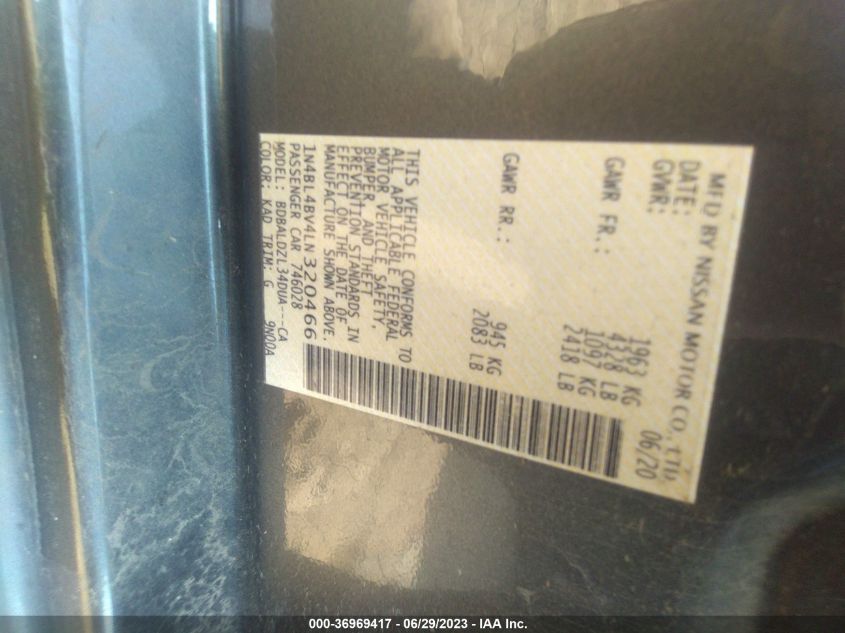 MFD BY NISSAN MOTOR CO., LTD.
DATE: 06/20
GVWR: 1963 KG
4328 LB
GAWR FR.: 1097 KG
2418 LB
GAWR RR.: 945 KG
2083 LB
THIS VEHICLE CONFORMS TO
ALL APPLICABLE FEDERAL
MOTOR VEHICLE SAFETY,
BUMPER, AND THEFT
PREVENTION STANDARDS IN
EFFECT ON THE DATE OF
MANUFACTURE SHOWN ABOVE.
1N4BL4BV4LN320466
PASSENGER CAR 746028
MODEL: BDBALDZL34DUA---CA
COLOR: KAD TRIM: G 9N00A
000-36969417 - 06/29/2023 - IAA Inc.